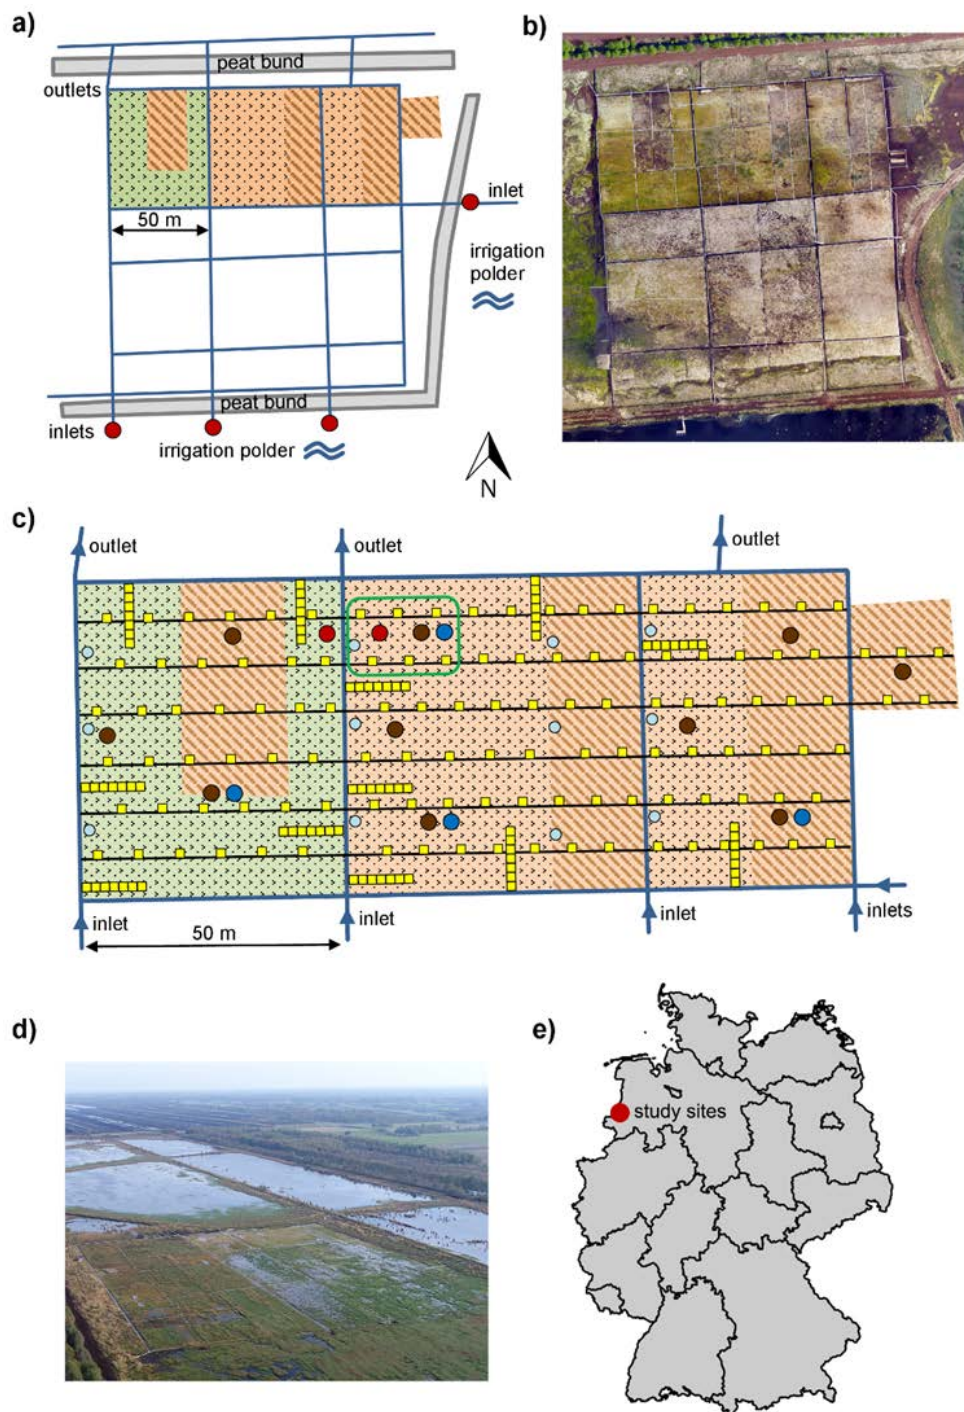 a)
peat bund
outlets
inlet
50 m
irrigation
polder
peat bund
inlets
irrigation polder
b)
N
c)
outlet
outlet
outlet
inlet
inlet
inlet
inlets
50 m
d)
e)
study sites